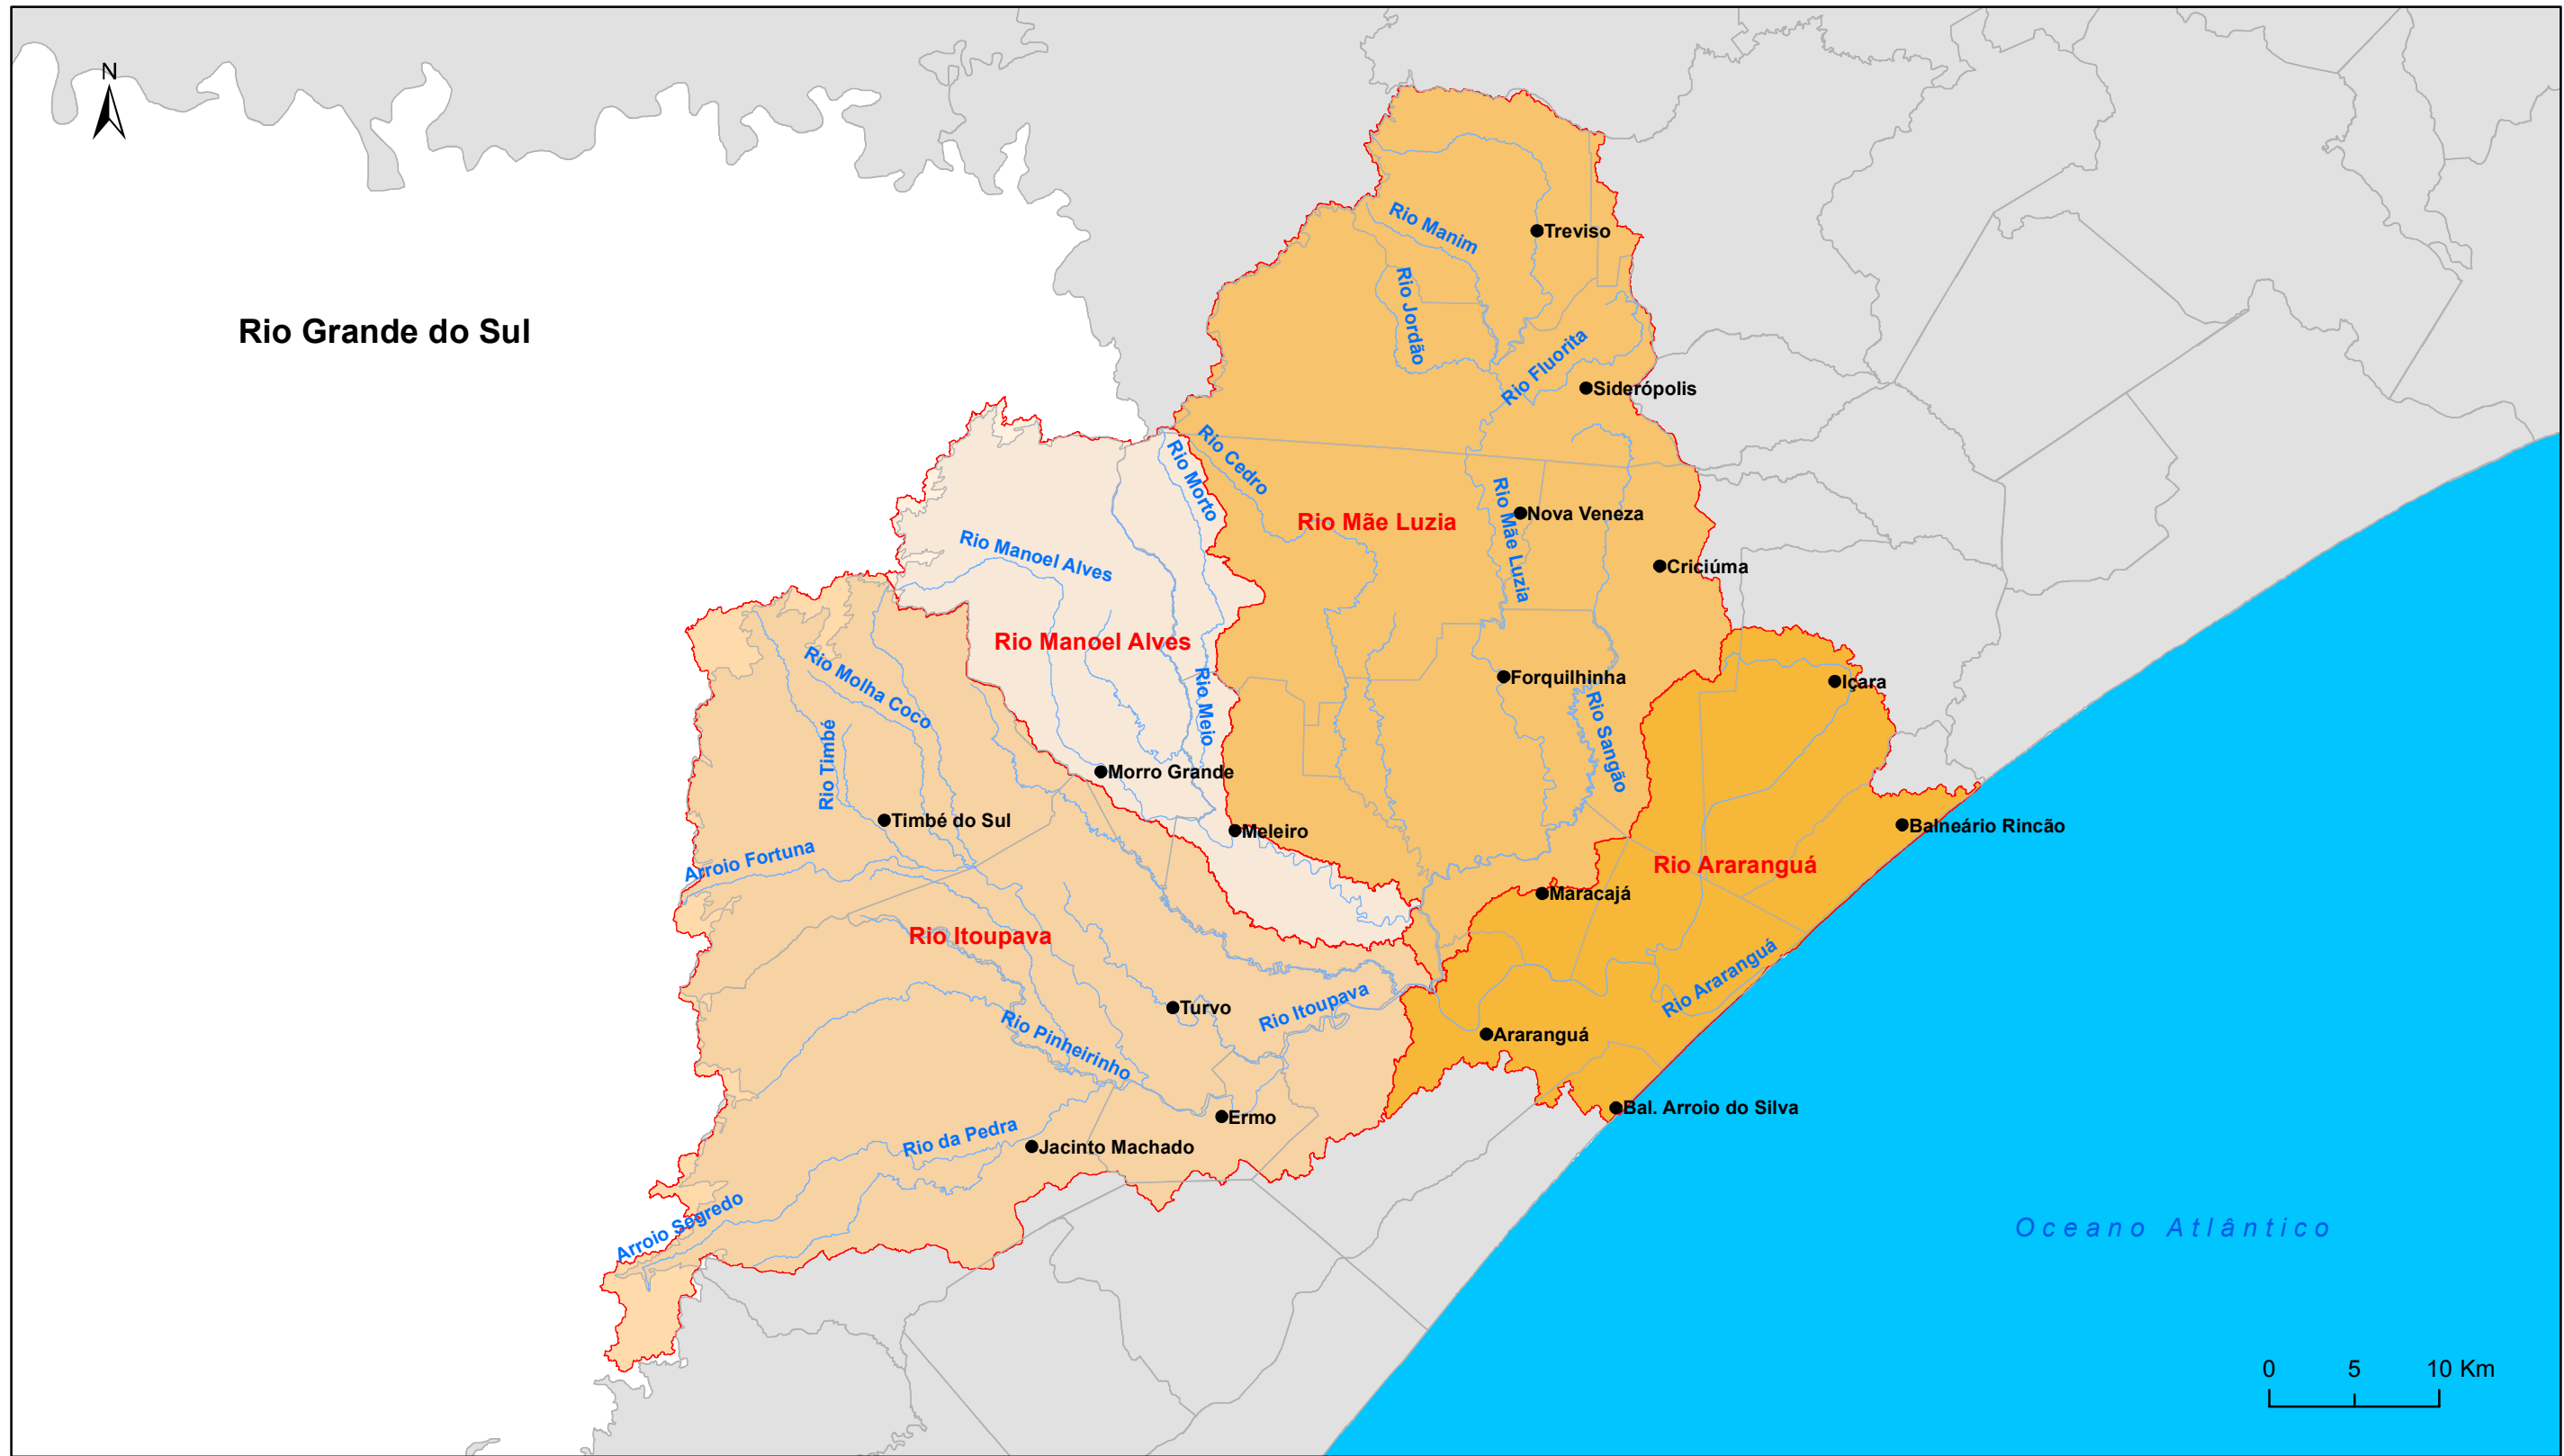 N
Rio Grande do Sul
Rio Manim
Treviso
Rio Jordão
Rio Fluorita
Siderópolis
Rio Cedro
Rio Morto
Rio Mãe Luzia
Rio Mãe Luzia
Nova Veneza
Rio Manoel Alves
Criciúma
Rio Manoel Alves
Rio Molha Coco
Rio Meio
Forquilhinha
Içara
Rio Sangão
Rio Timbé
Morro Grande
Timbé do Sul
Meleiro
Balneário Rincão
Arroio Fortuna
Rio Araranguá
Maracajá
Rio Itoupava
Rio Araranguá
Turvo
Rio Itoupava
Rio Pinheirinho
Araranguá
Ermo
Bal. Arroio do Silva
Rio da Pedra
Jacinto Machado
Arroio Segredo
Oceano Atlântico
0 5 10 Km